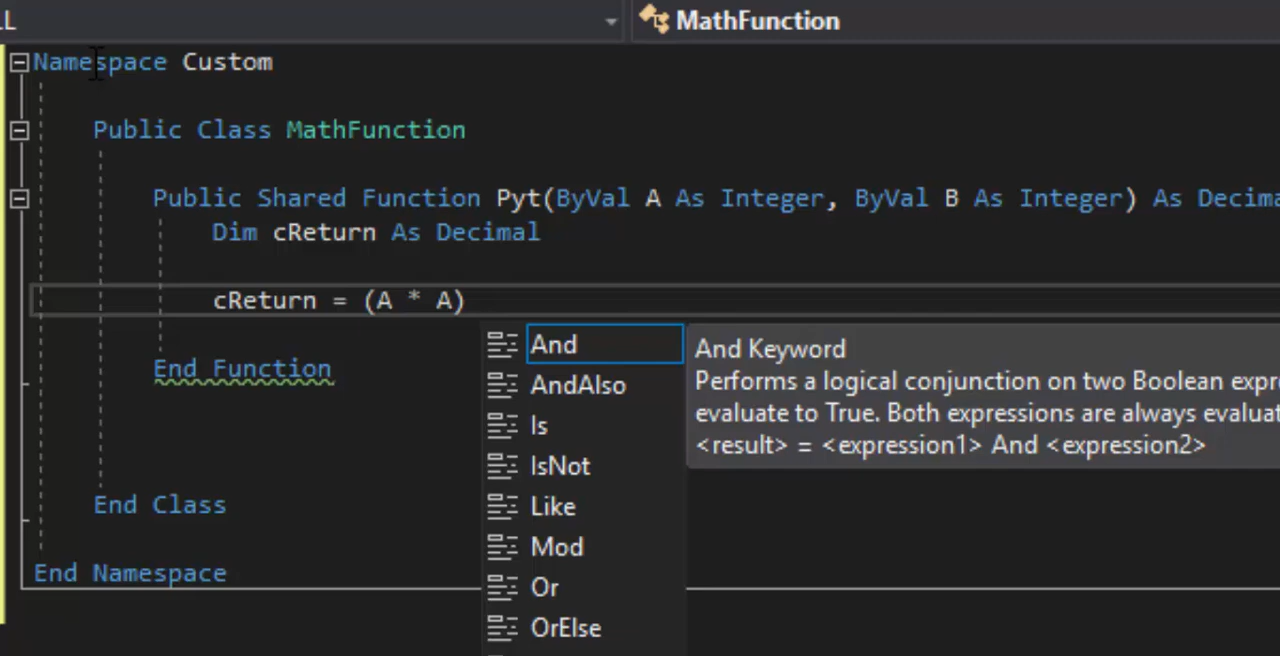 LL MathFunction
Namespace Custom
Public Class MathFunction
Public Shared Function Pyt(ByVal A As Integer, ByVal B As Integer) As Decima
Dim cReturn As Decimal
cReturn = (A * A)
End Function
End Class
End Namespace
And
AndAlso
Is
IsNot
Like
Mod
Or
OrElse
And Keyword
Performs a logical conjunction on two Boolean expre
evaluate to True. Both expressions are always evaluat
<result> = <expression1> And <expression2>